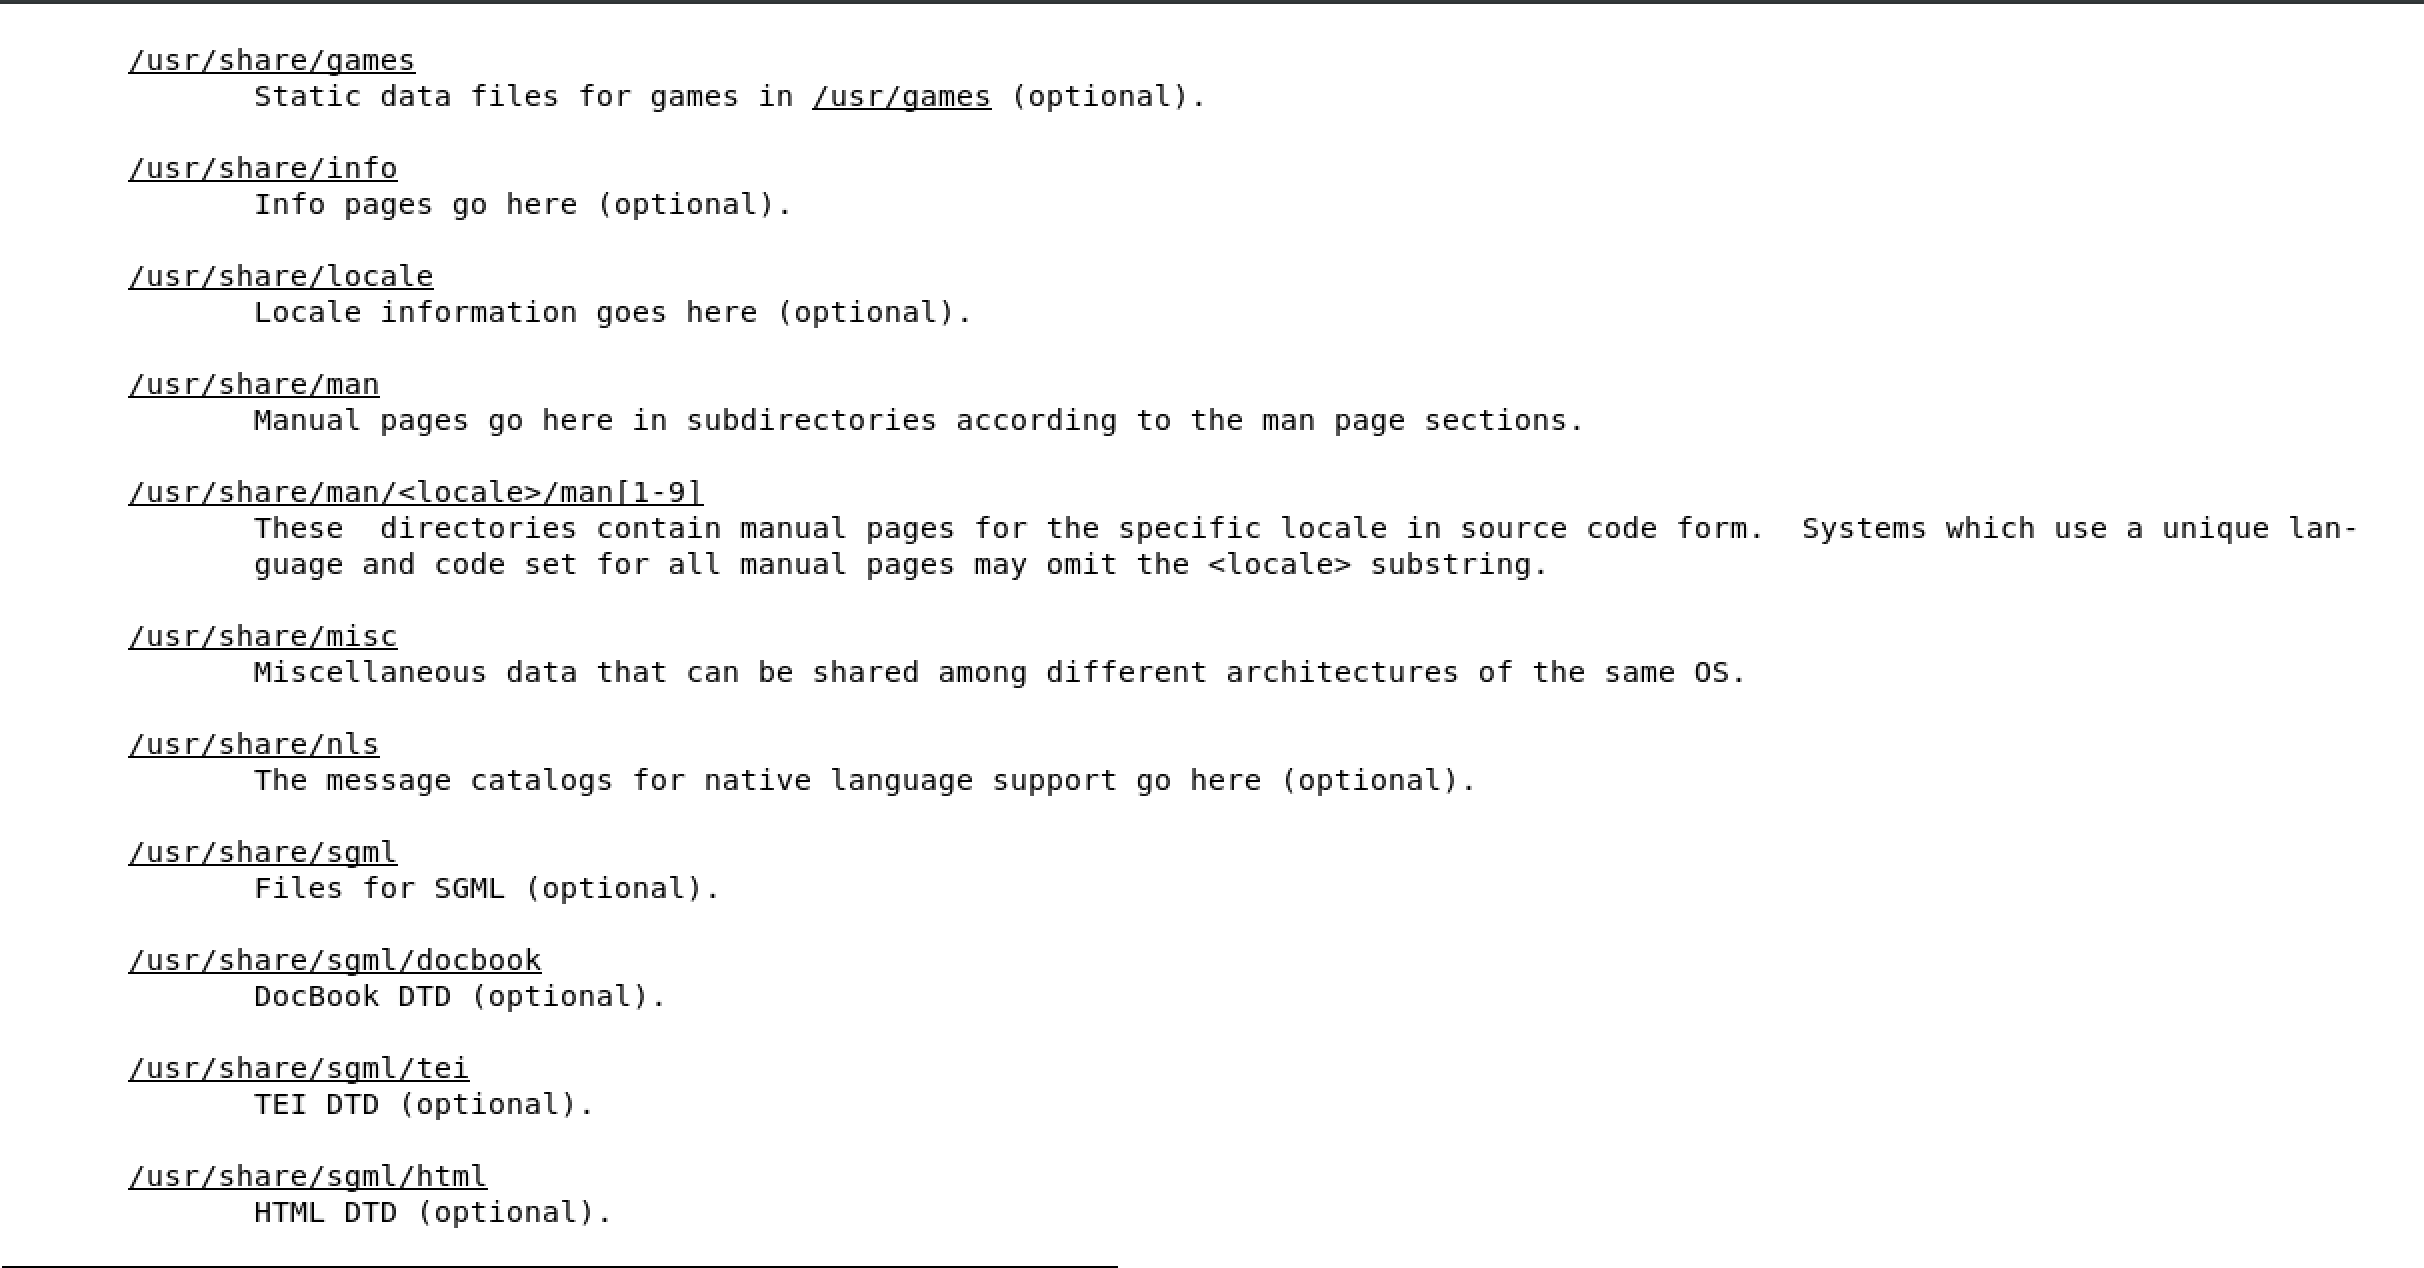 /usr/share/games
Static data files for games in /usr/games (optional).
/usr/share/info
Info pages go here (optional).
/usr/share/locale
Locale information goes here (optional).
/usr/share/man
Manual pages go here in subdirectories according to the man page sections.
/usr/share/man/<locale>/man[1-9]
These  directories contain manual pages for the specific locale in source code form.  Systems which use a unique lan-
guage and code set for all manual pages may omit the <locale> substring.
/usr/share/misc
Miscellaneous data that can be shared among different architectures of the same OS.
/usr/share/nls
The message catalogs for native language support go here (optional).
/usr/share/sgml
Files for SGML (optional).
/usr/share/sgml/docbook
DocBook DTD (optional).
/usr/share/sgml/tei
TEI DTD (optional).
/usr/share/sgml/html
HTML DTD (optional).